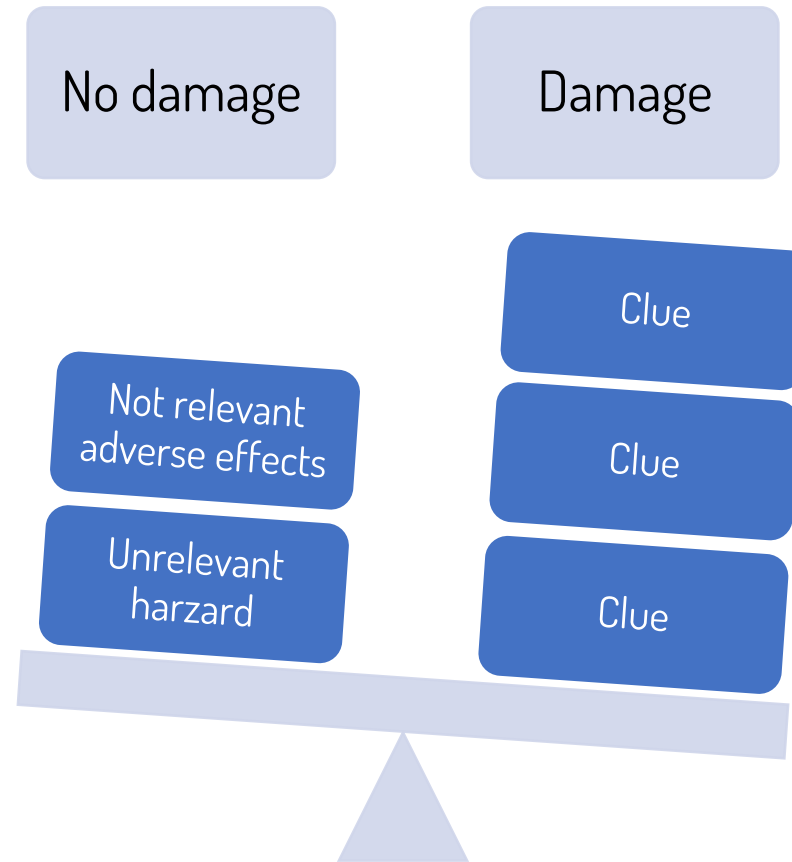 No damage
Damage
Clue
Not relevant
adverse effects
Clue
Unrelevant
harzard
Clue